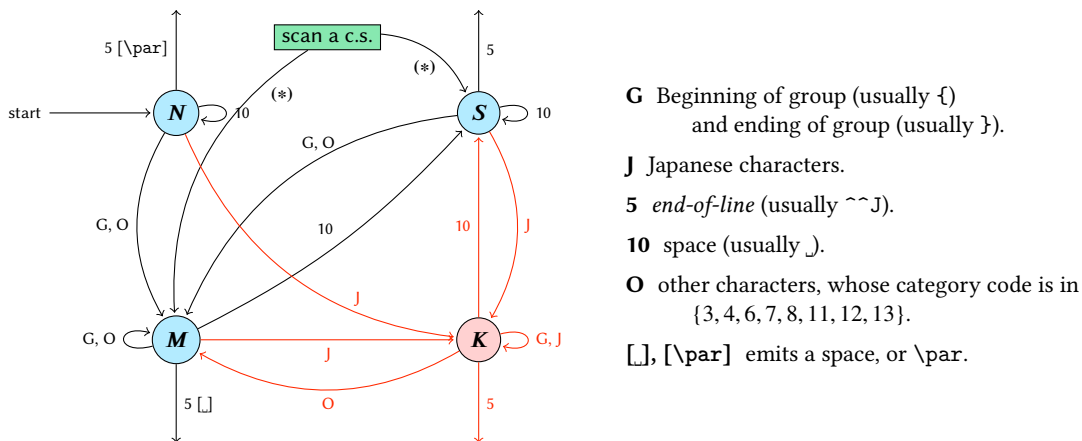 5 [\par]
scan a c.s.
5
(*)
(*)
start
N
10
S
10
G, O
G, O
J
10
10
J
J
G, O
M
J
K
G, J
O
5 [␣]
5
G Beginning of group (usually {)
and ending of group (usually }).
J Japanese characters.
5 end-of-line (usually ^^J).
10 space (usually ␣).
O other characters, whose category code is in
{3, 4, 6, 7, 8, 11, 12, 13}.
[␣], [\par] emits a space, or \par.